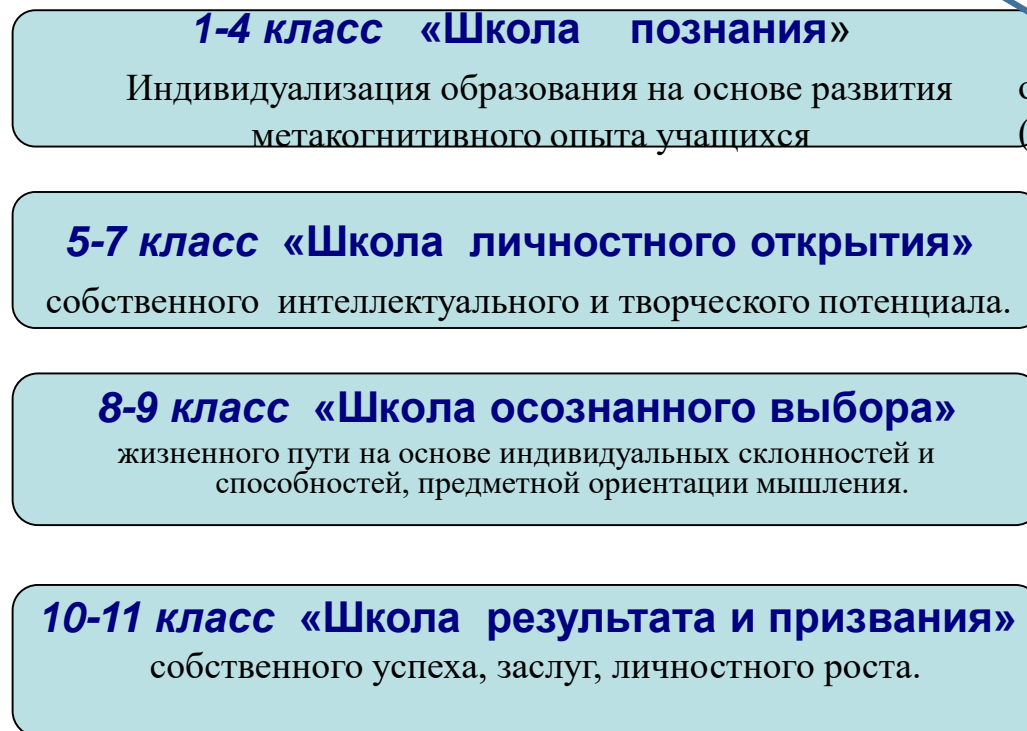 1-4 класс «Школа познания»
Индивидуализация образования на основе развития
метакогнитивного опыта учащихся
5-7 класс «Школа личностного открытия»
собственного интеллектуального и творческого потенциала.
8-9 класс «Школа осознанного выбора»
жизненного пути на основе индивидуальных склонностей и
способностей, предметной ориентации мышления.
10-11 класс «Школа результата и призвания»
собственного успеха, заслуг, личностного роста.